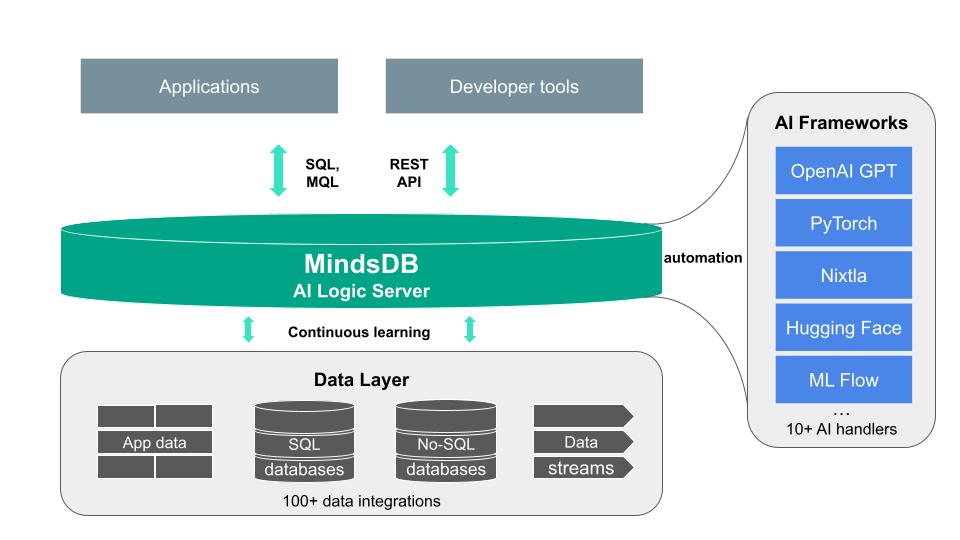 Applications
Developer tools
SQL,
MQL
REST
API
MindsDB
AI Logic Server
automation
Continuous learning
Data Layer
App data
SQL
databases
No-SQL
databases
Data
streams
100+ data integrations
AI Frameworks
OpenAI GPT
PyTorch
Nixtla
Hugging Face
ML Flow
...
10+ AI handlers